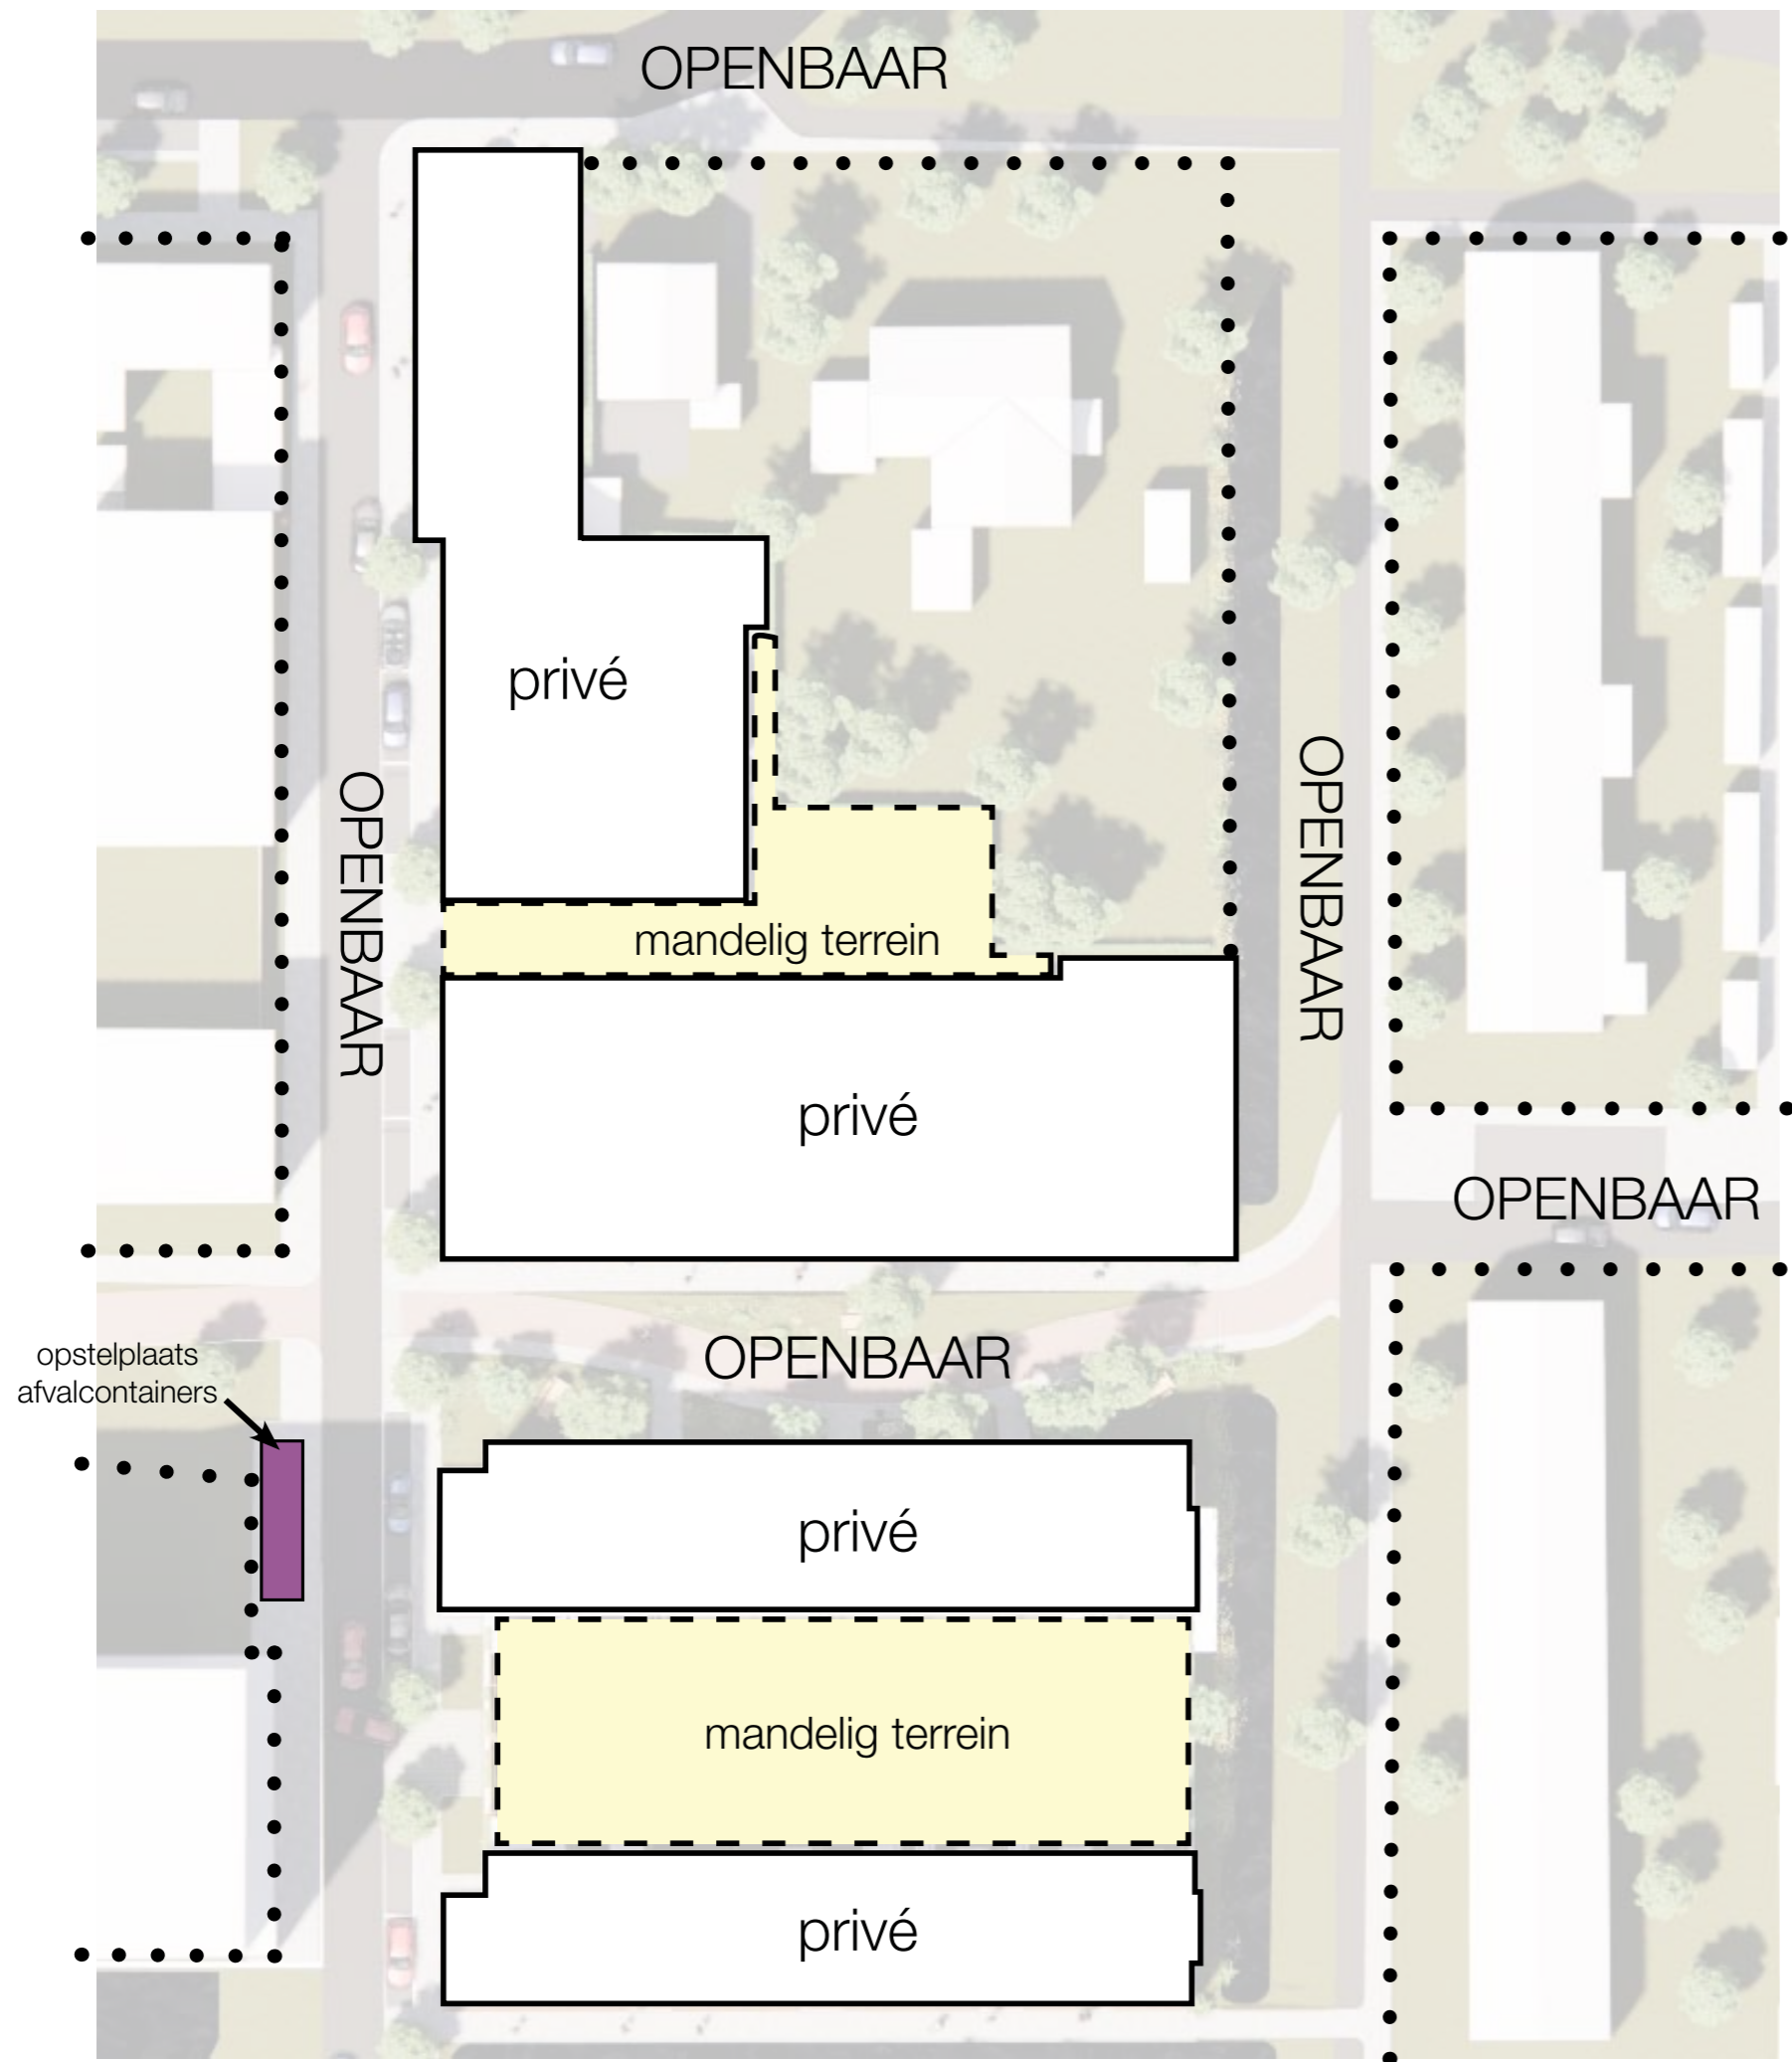 OPENBAAR
privé
OPENBAAR
OPENBAAR
mandelig terrein
privé
OPENBAAR
OPENBAAR
opstelplaats
afvalcontainers
privé
mandelig terrein
privé